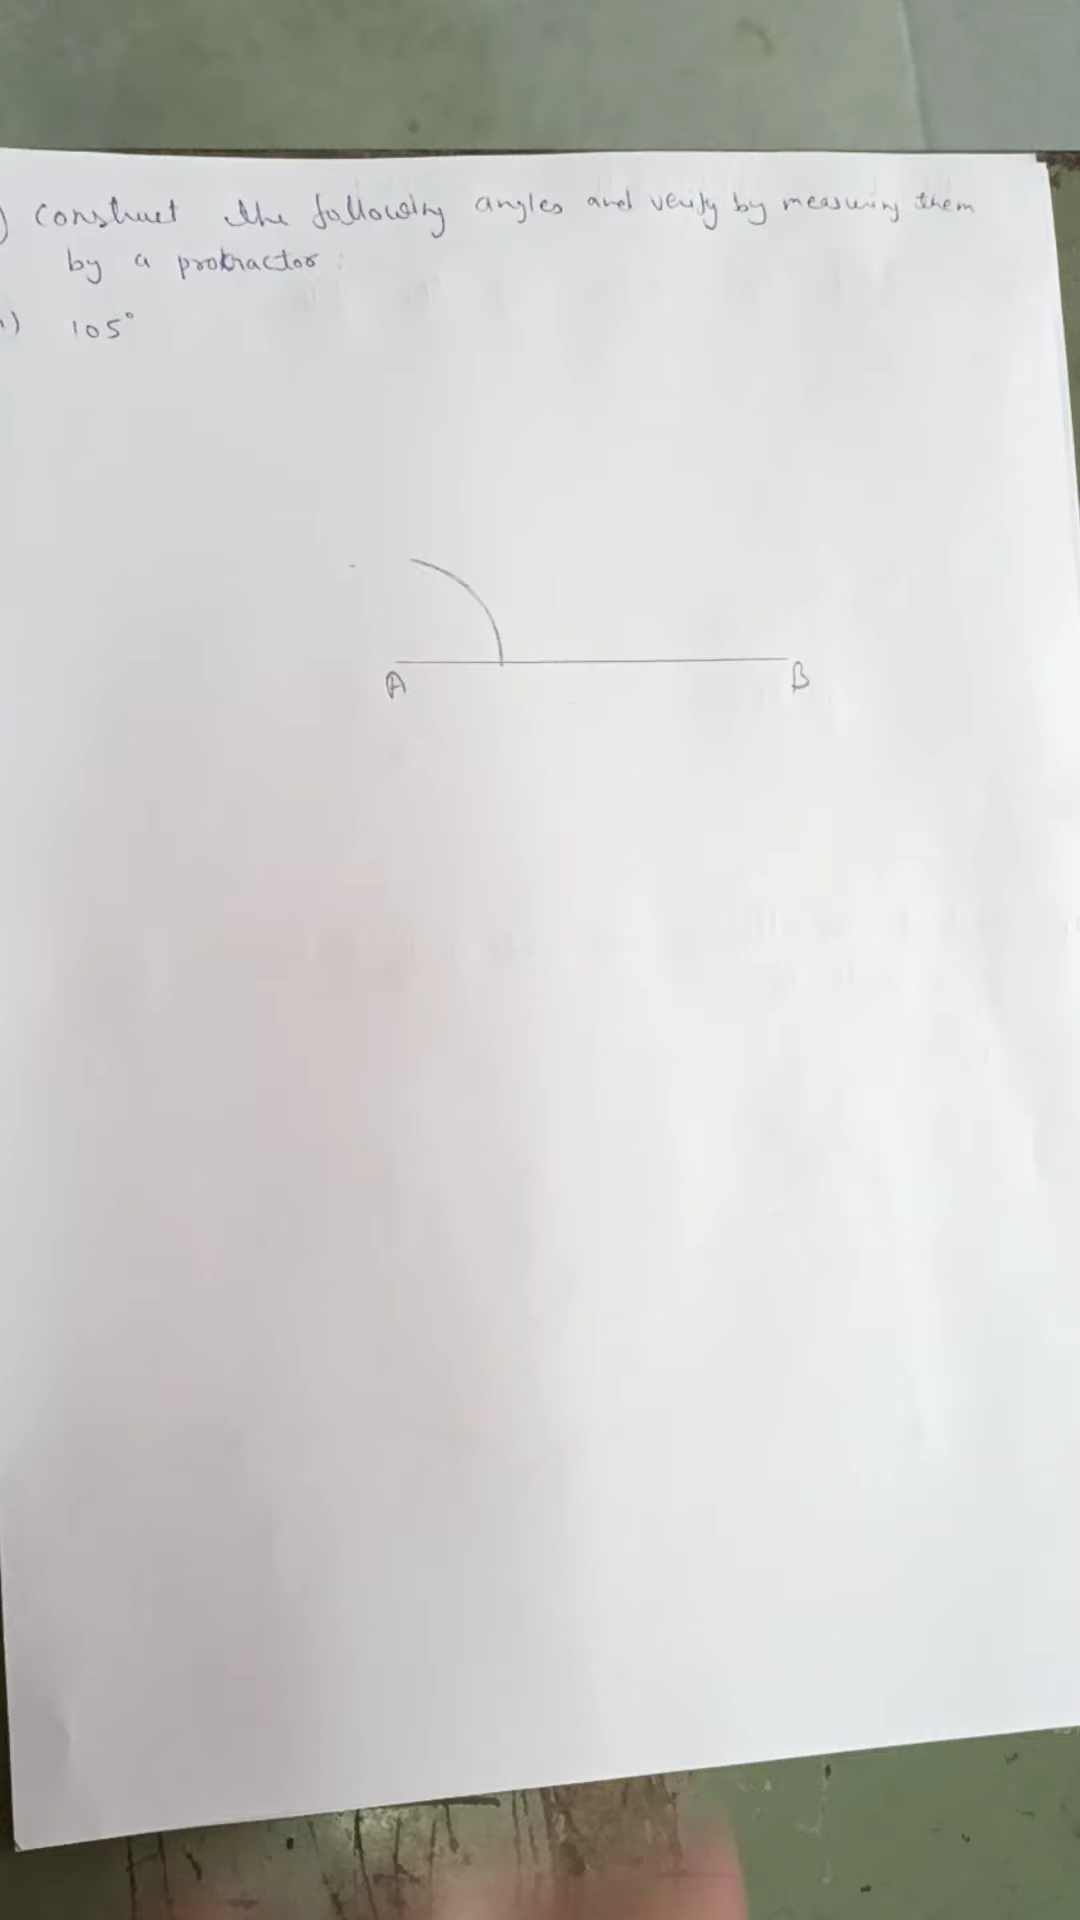 ) construct the following angles and verify by measuring them
by a protractor:
i) 105°
A
B